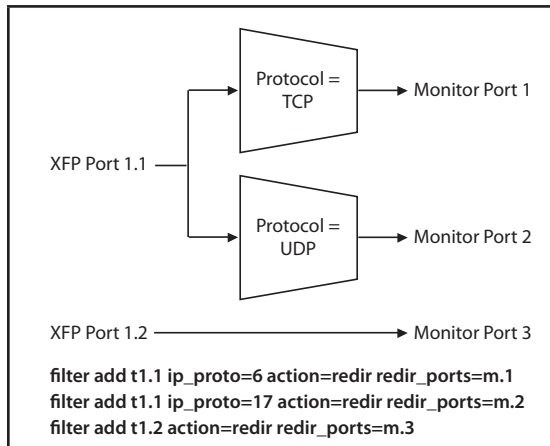 Protocol =
TCP
Monitor Port 1
XFP Port 1.1
Protocol =
UDP
Monitor Port 2
XFP Port 1.2
Monitor Port 3
filter add t1.1 ip_proto=6 action=redir redir_ports=m.1
filter add t1.1 ip_proto=17 action=redir redir_ports=m.2
filter add t1.2 action=redir redir_ports=m.3